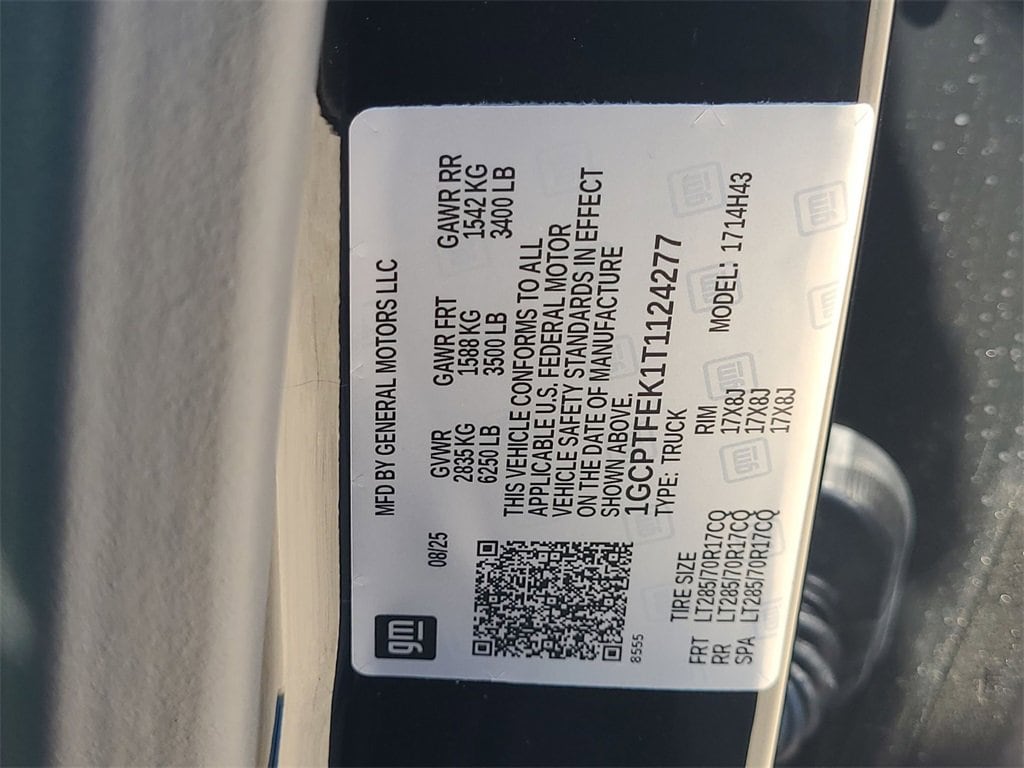 gm
MFD BY GENERAL MOTORS LLC
08/25
GVWR GAWR FRT GAWR RR
2835 KG 1588 KG 1542 KG
6250 LB 3500 LB 3400 LB
THIS VEHICLE CONFORMS TO ALL
APPLICABLE U.S. FEDERAL MOTOR
VEHICLE SAFETY STANDARDS IN EFFECT
ON THE DATE OF MANUFACTURE
SHOWN ABOVE.
1GCPTFEK1T1124277
8555
TYPE: TRUCK
TIRE SIZE RIM MODEL: 1714H43
FRT LT285/70R17CQ 17X8J
RR LT285/70R17CQ 17X8J
SPA LT285/70R17CQ 17X8J